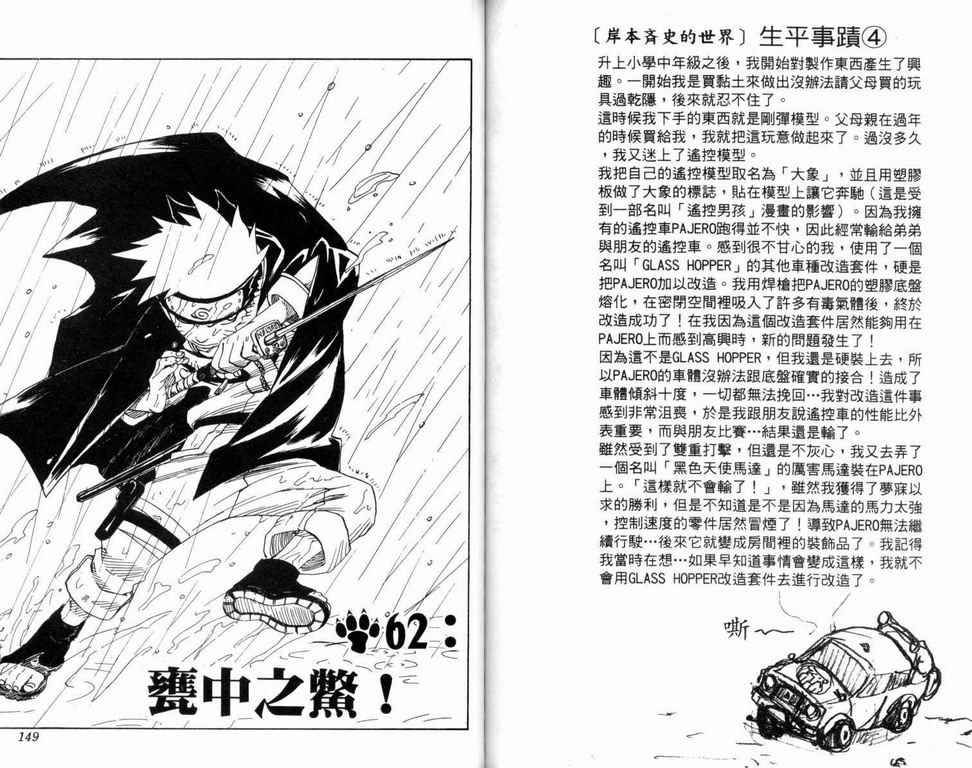 〔岸本斉史的世界〕生平事蹟④
升上小學中年級之後，我開始對製作東西產生了興
趣。一開始我是買黏土來做出沒辦法請父母買的玩
具過乾隱，後來就忍不住了。
這時候我下手的東西就是剛彈模型。父母親在過年
的時候買給我，我就把這玩意做起來了。過沒多久
，我又迷上了遙控模型。
我把自己的遙控模型取名為「大象」，並且用塑膠
板做了大象的標誌，貼在模型上讓它奔馳（這是受
到一部名叫「遙控男孩」漫畫的影響）。因為我擁
有的遙控車PAJERO跑得並不快，因此經常輸給弟弟
與朋友的遙控車。感到很不甘心的我，使用了一個
名叫「GLASS HOPPER」的其他車種改造套件，硬是
把PAJERO加以改造。我用焊槍把PAJERO的塑膠底盤
熔化，在密閉空間裡吸入了許多有毒氣體後，終於
改造成功了！在我因為這個改造套件居然能夠用在
PAJERO上而感到高興時，新的問題發生了！
因為這不是GLASS HOPPER，但我還是硬裝上去，所
以PAJERO的車體沒辦法跟底盤確實的接合！造成了
車體傾斜十度，一切都無法挽回…我對改造這件事
感到非常沮喪，於是我跟朋友說遙控車的性能比外
表重要，而與朋友比賽…結果還是輸了。
雖然受到了雙重打擊，但還是不灰心，我又去弄了
一個名叫「黑色天使馬達」的厲害馬達裝在PAJERO
上。「這樣就不會輸了！」，雖然我獲得了夢寐以
求的勝利，但是不知道是不是因為馬達的馬力太強
，控制速度的零件居然冒煙了！導致PAJERO無法繼
續行駛…後來它就變成房間裡的裝飾品了。我記得
我當時在想…如果早知道事情會變成這樣，我就不
會用GLASS HOPPER改造套件去進行改造了。
嘶～
62：
甕中之鱉！
149